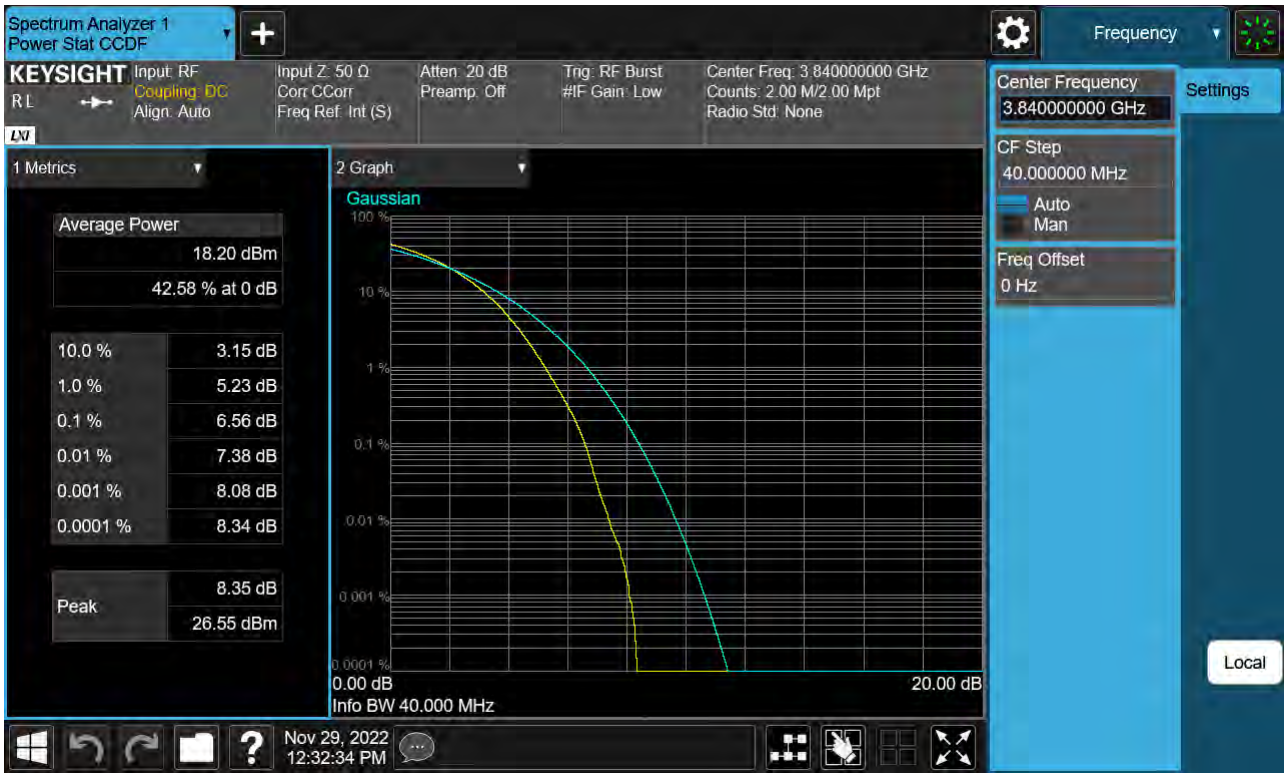 Spectrum Analyzer 1
Power Stat CCDF
+
Frequency
KEYSIGHT
RL
LXI
Input: RF
Coupling: DC
Align: Auto
Input Z: 50 Ω
Corr CCorr
Freq Ref: Int (S)
Atten: 20 dB
Preamp: Off
Trig: RF Burst
#IF Gain: Low
Center Freq: 3.840000000 GHz
Counts: 2.00 M/2.00 Mpt
Radio Std: None
Center Frequency
3.840000000 GHz
Settings
CF Step
40.000000 MHz
Auto
Man
Freq Offset
0 Hz
1 Metrics
Average Power
18.20 dBm
42.58 % at 0 dB
10.0 % 3.15 dB
1.0 % 5.23 dB
0.1 % 6.56 dB
0.01 % 7.38 dB
0.001 % 8.08 dB
0.0001 % 8.34 dB
Peak
8.35 dB
26.55 dBm
2 Graph
Gaussian
100 %
10 %
1 %
0.1 %
0.01 %
0.001 %
0.0001 %
0.00 dB 20.00 dB
Info BW 40.000 MHz
Local
?
Nov 29, 2022
12:32:34 PM